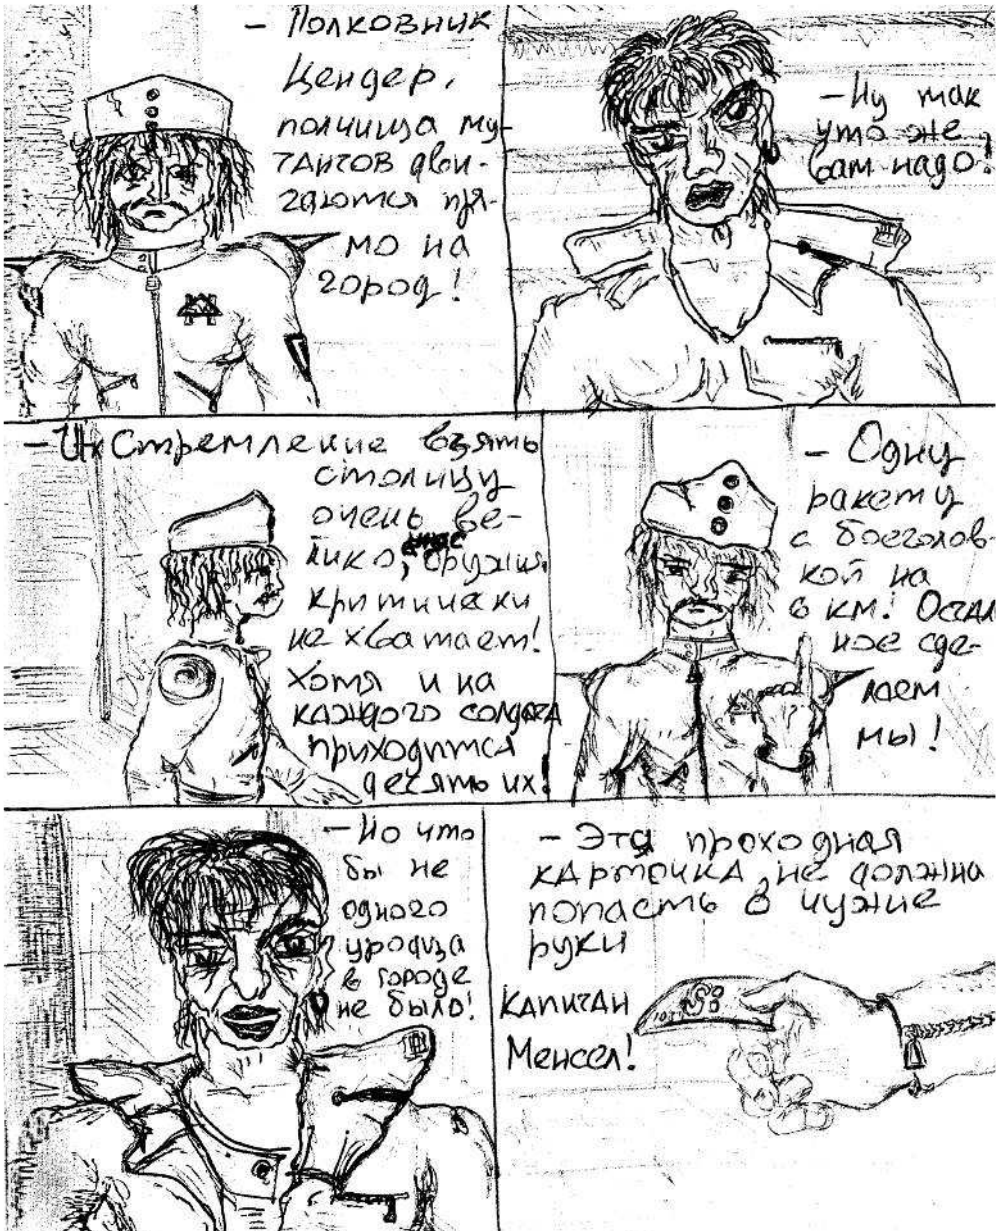 - Полковник
Цендер,
полчища му-
тантов дви-
гаются пря-
мо на
город!
- Ну так
что же
вам надо!
- Их Стремление взять
столицу
очень ве-
лико, оружия
критически
не хватает!
Хотя и на
каждого солдата
приходится
десять их!
- Одну
ракету
с боеголов-
кой на
6 км! Остал
ное сде-
лаем
мы!
- Но что
бы не
одного
уродца
в городе
не было!
- Эта проходная
карточка, не должна
попасть в чужие
руки
капитан
Менсел!